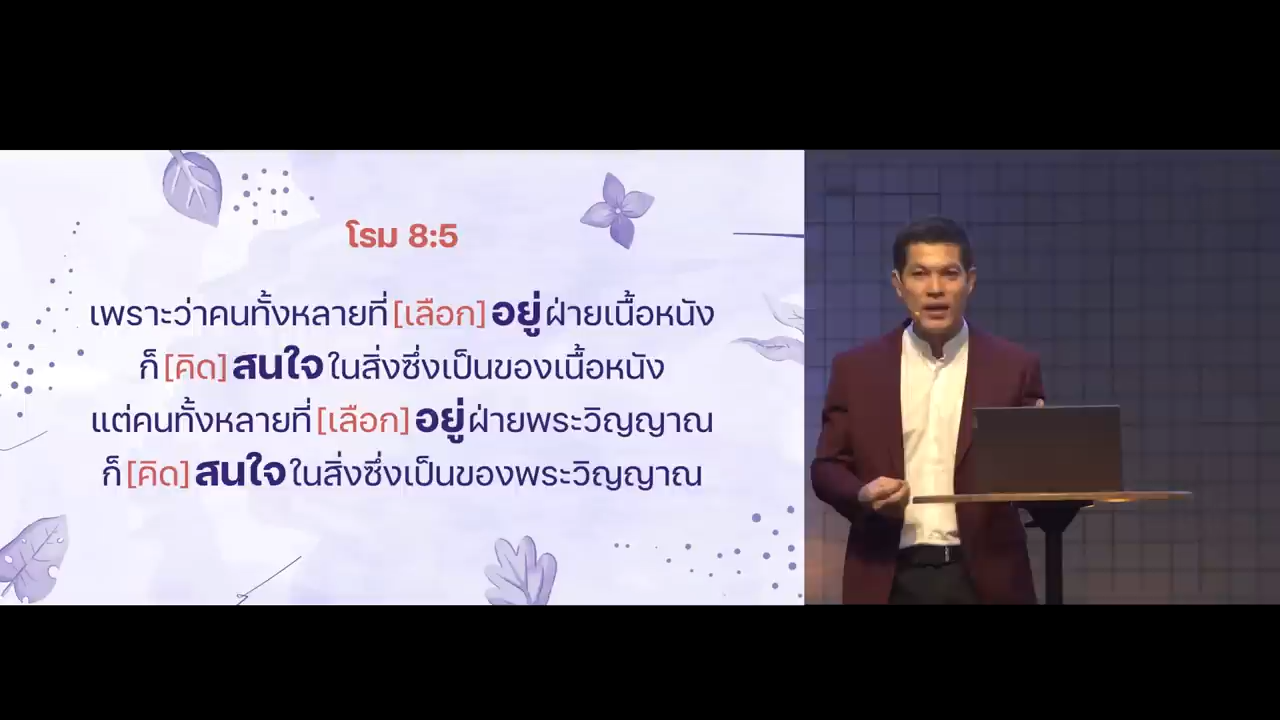 โรม 8:5
เพราะว่าคนทั้งหลายที่ [เลือก] อยู่ ฝ่ายเนื้อหนัง
ก็ [คิด] สนใจ ในสิ่งซึ่งเป็นของเนื้อหนัง
แต่คนทั้งหลายที่ [เลือก] อยู่ ฝ่ายพระวิญญาณ
ก็ [คิด] สนใจ ในสิ่งซึ่งเป็นของพระวิญญาณ